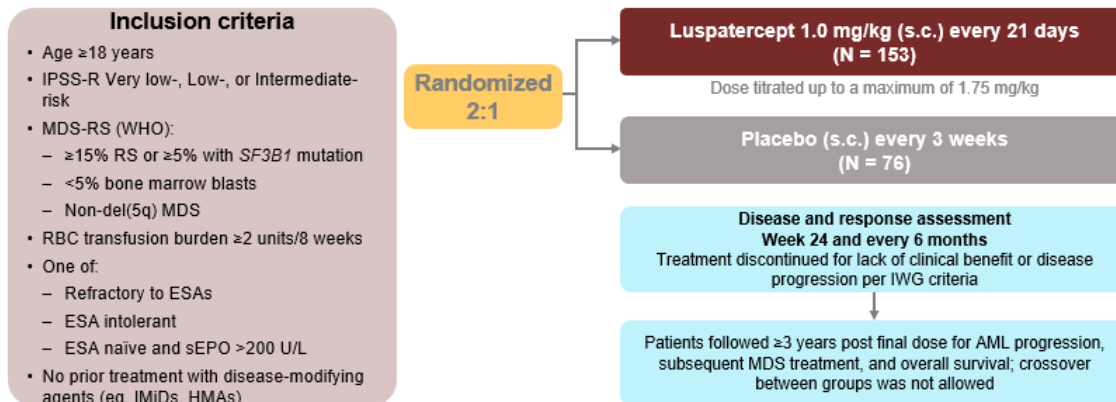 Inclusion criteria
• Age ≥18 years
• IPSS-R Very low-, Low-, or Intermediate-
risk
• MDS-RS (WHO):
– ≥15% RS or ≥5% with SF3B1 mutation
– <5% bone marrow blasts
– Non-del(5q) MDS
• RBC transfusion burden ≥2 units/8 weeks
• One of:
– Refractory to ESAs
– ESA intolerant
– ESA naïve and sEPO >200 U/L
• No prior treatment with disease-modifying
agents (eg, IMiDs, HMAs)
Randomized
2:1
Luspatercept 1.0 mg/kg (s.c.) every 21 days
(N = 153)
Dose titrated up to a maximum of 1.75 mg/kg
Placebo (s.c.) every 3 weeks
(N = 76)
Disease and response assessment
Week 24 and every 6 months
Treatment discontinued for lack of clinical benefit or disease
progression per IWG criteria
Patients followed ≥3 years post final dose for AML progression,
subsequent MDS treatment, and overall survival; crossover
between groups was not allowed